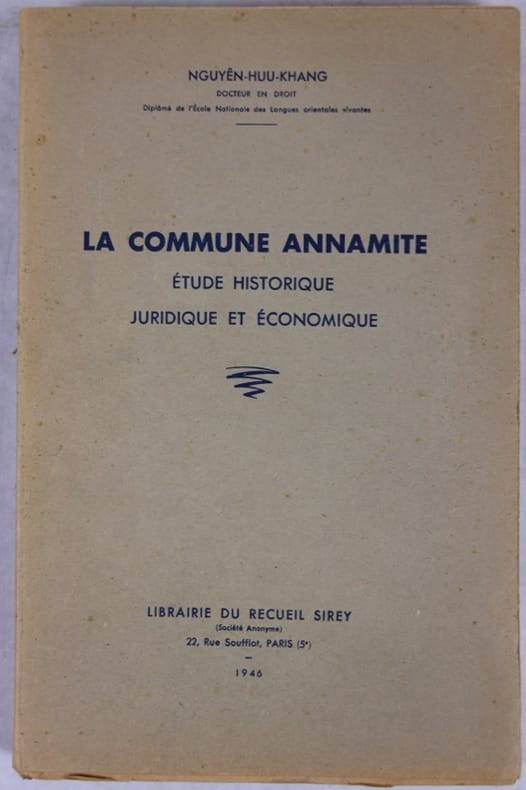 NGUYÊN-HUU-KHANG
DOCTEUR EN DROIT
Diplômé de l'École Nationale des Langues orientales vivantes
LA COMMUNE ANNAMITE
ÉTUDE HISTORIQUE
JURIDIQUE ET ÉCONOMIQUE
LIBRAIRIE DU RECUEIL SIREY
(Société Anonyme)
22, Rue Soufflot, PARIS (5ᵉ)
1946